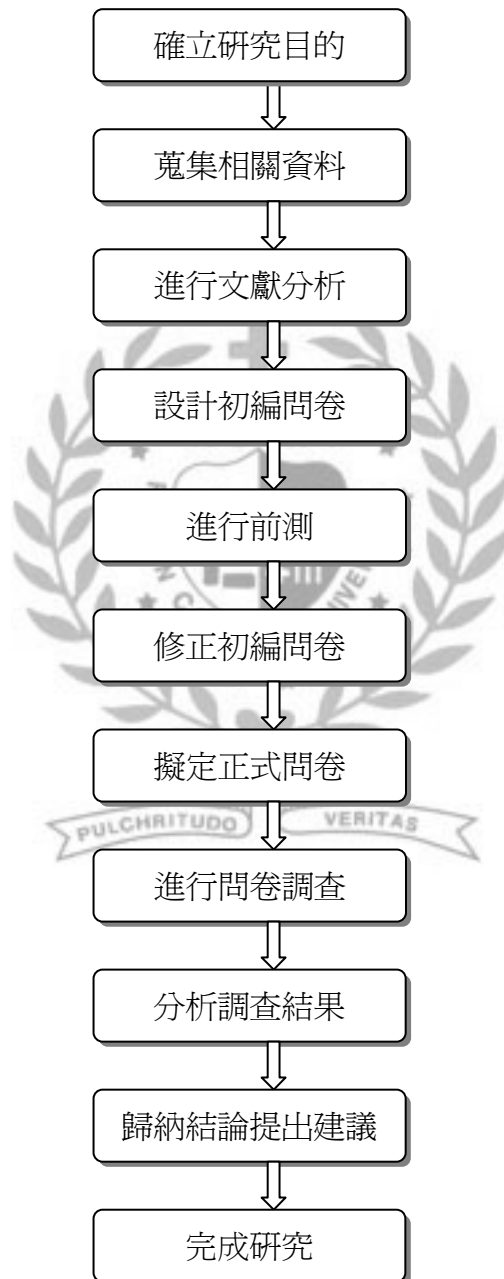 確立研究目的
蒐集相關資料
進行文獻分析
設計初編問卷
進行前測
修正初編問卷
擬定正式問卷
PULCHRITUDO VERITAS
進行問卷調查
分析調查結果
歸納結論提出建議
完成研究